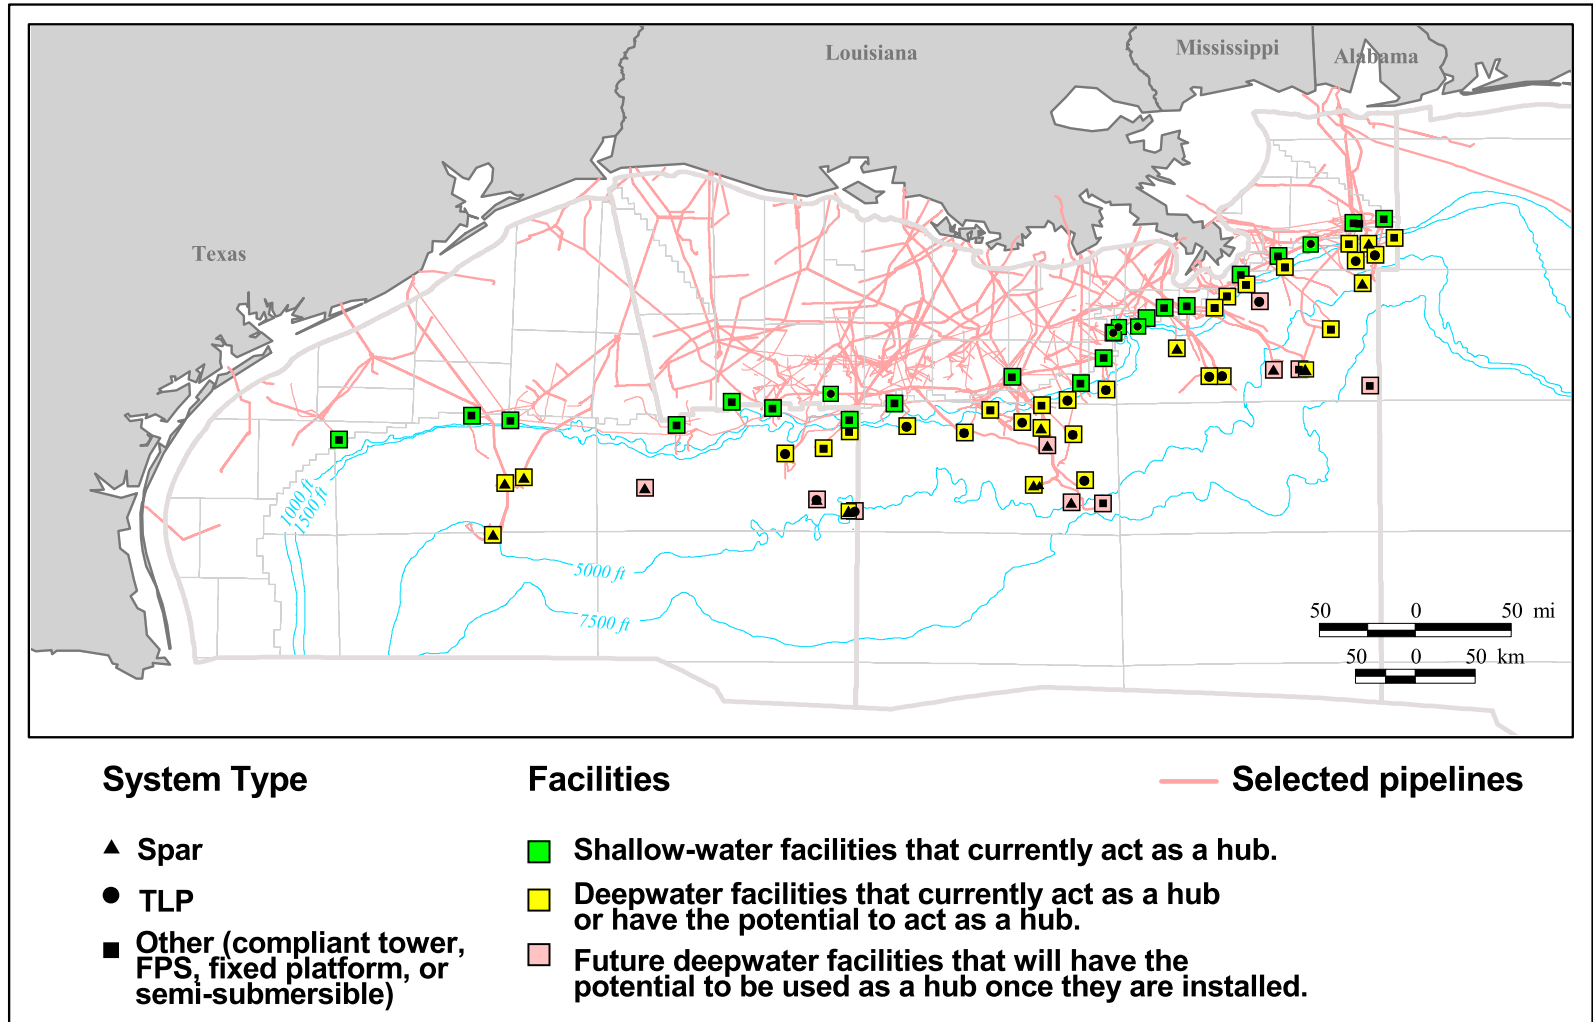 Louisiana
Mississippi
Alabama
Texas
1000 ft
1500 ft
5000 ft
7500 ft
50 0 50 mi
50 0 50 km
System Type
Facilities
Selected pipelines
Spar
TLP
Other (compliant tower,
FPS, fixed platform, or
semi-submersible)
Shallow-water facilities that currently act as a hub.
Deepwater facilities that currently act as a hub
or have the potential to act as a hub.
Future deepwater facilities that will have the
potential to be used as a hub once they are installed.